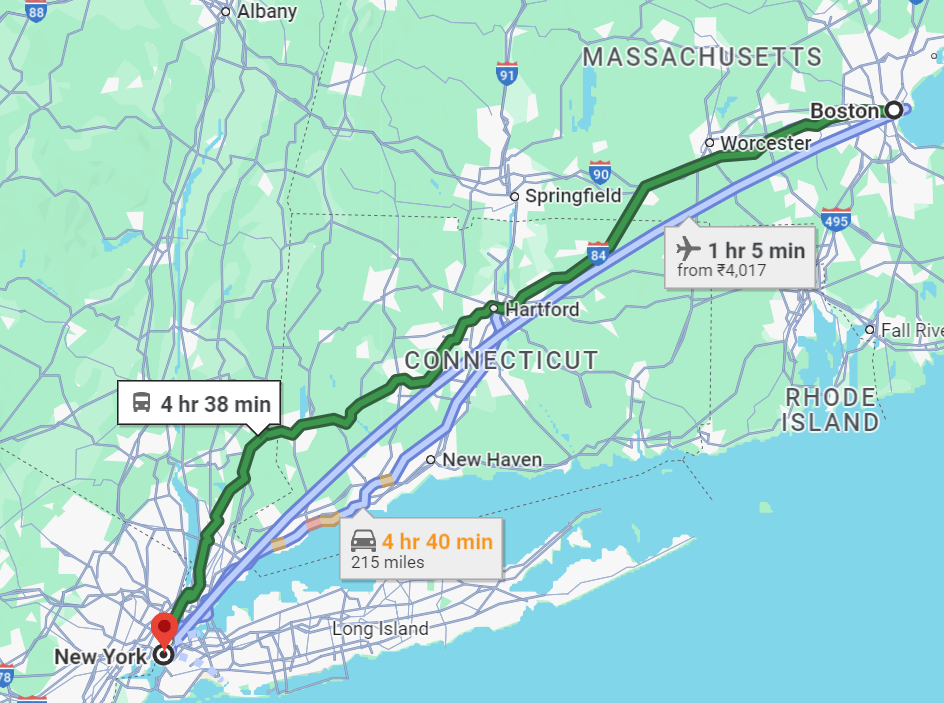 88
Albany
MASSACHUSETTS
91
Boston
Worcester
90
Springfield
495
84
1 hr 5 min
from ₹4,017
Hartford
Fall Rive
CONNECTICUT
4 hr 38 min
RHODE
ISLAND
New Haven
4 hr 40 min
215 miles
Long Island
New York
78